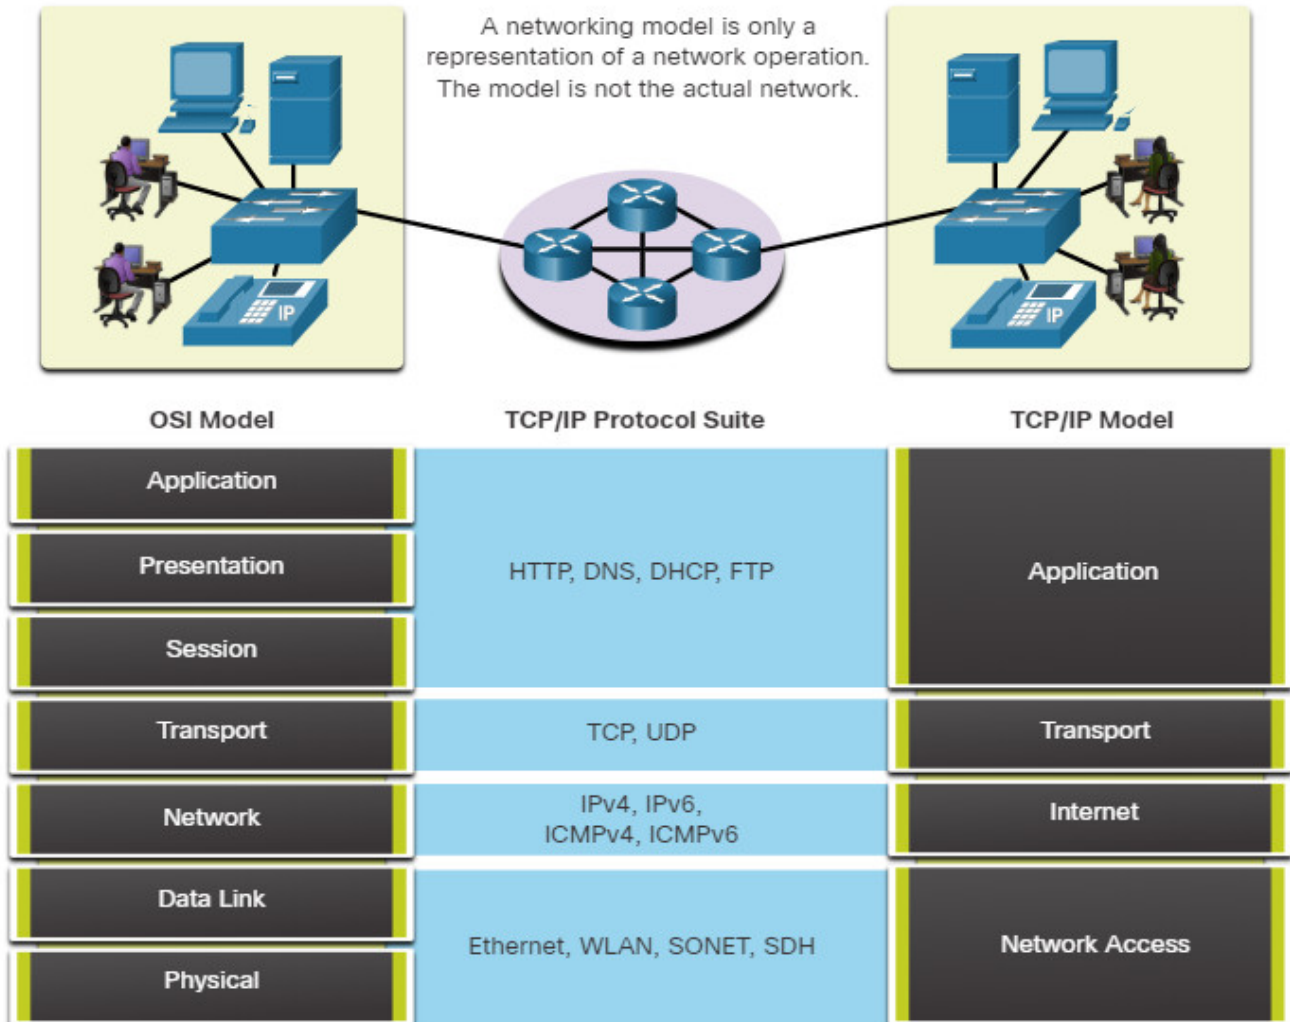 A networking model is only a
representation of a network operation.
The model is not the actual network.
IP
IP
OSI Model
TCP/IP Protocol Suite
TCP/IP Model
Application
Presentation
HTTP, DNS, DHCP, FTP
Application
Session
Transport
TCP, UDP
Transport
Network
IPv4, IPv6,
ICMPv4, ICMPv6
Internet
Data Link
Ethernet, WLAN, SONET, SDH
Network Access
Physical